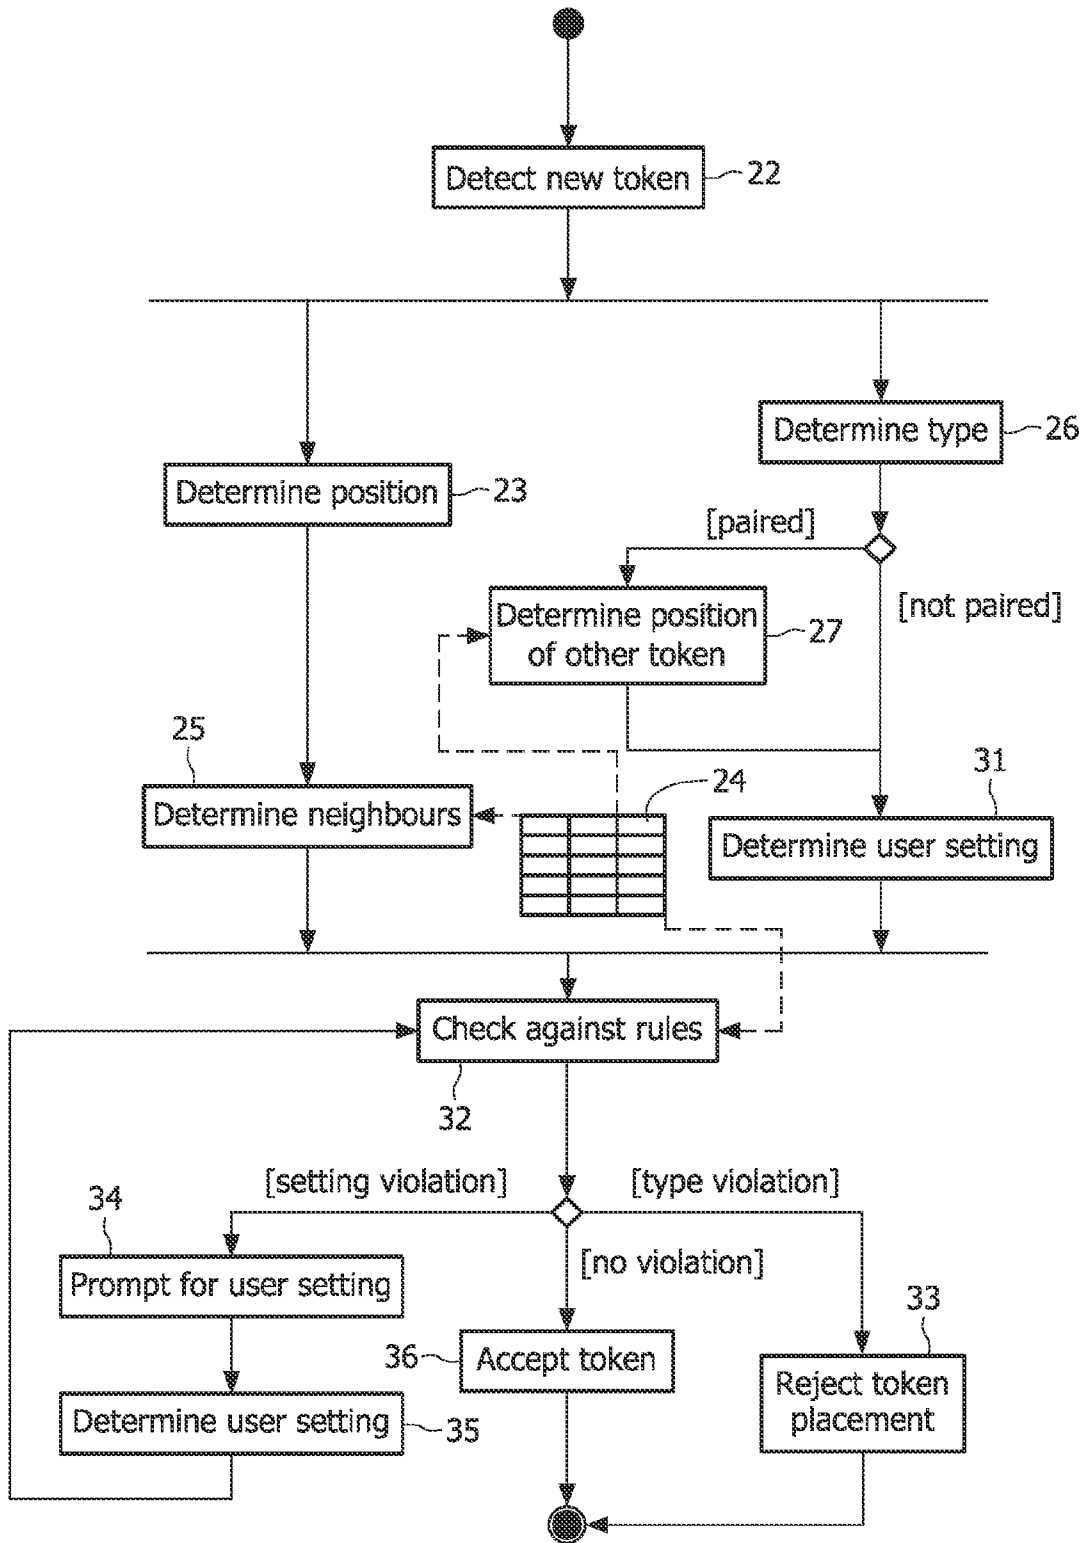 Detect new token
22
Determine type
26
Determine position
23
[paired]
[not paired]
Determine position
of other token
27
25
Determine neighbours
24
31
Determine user setting
Check against rules
32
[setting violation]
[type violation]
[no violation]
34
Prompt for user setting
33
36
Accept token
Reject token
placement
Determine user setting
35